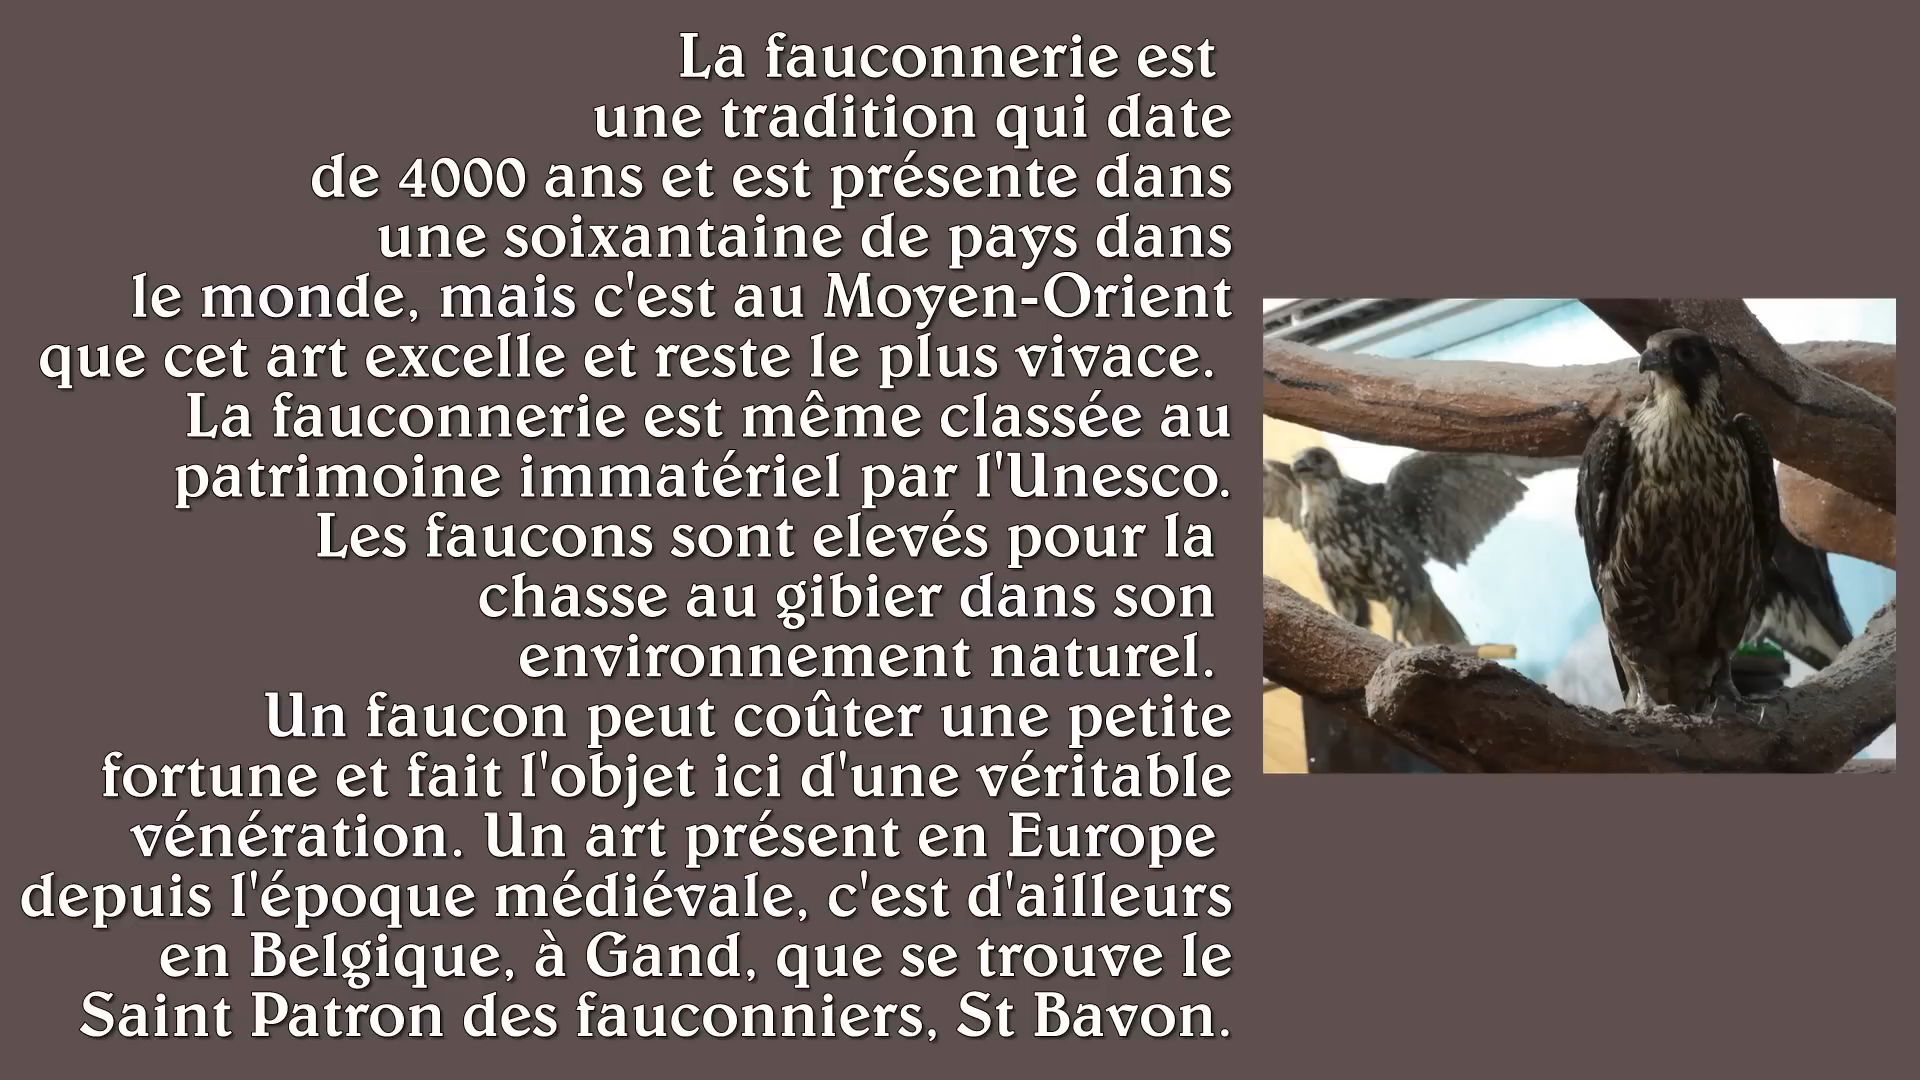 La fauconnerie est
une tradition qui date
de 4000 ans et est présente dans
une soixantaine de pays dans
le monde, mais c'est au Moyen-Orient
que cet art excelle et reste le plus vivace.
La fauconnerie est même classée au
patrimoine immatériel par l'Unesco.
Les faucons sont elevés pour la
chasse au gibier dans son
environnement naturel.
Un faucon peut coûter une petite
fortune et fait l'objet ici d'une véritable
vénération. Un art présent en Europe
depuis l'époque médiévale, c'est d'ailleurs
en Belgique, à Gand, que se trouve le
Saint Patron des fauconniers, St Bavon.